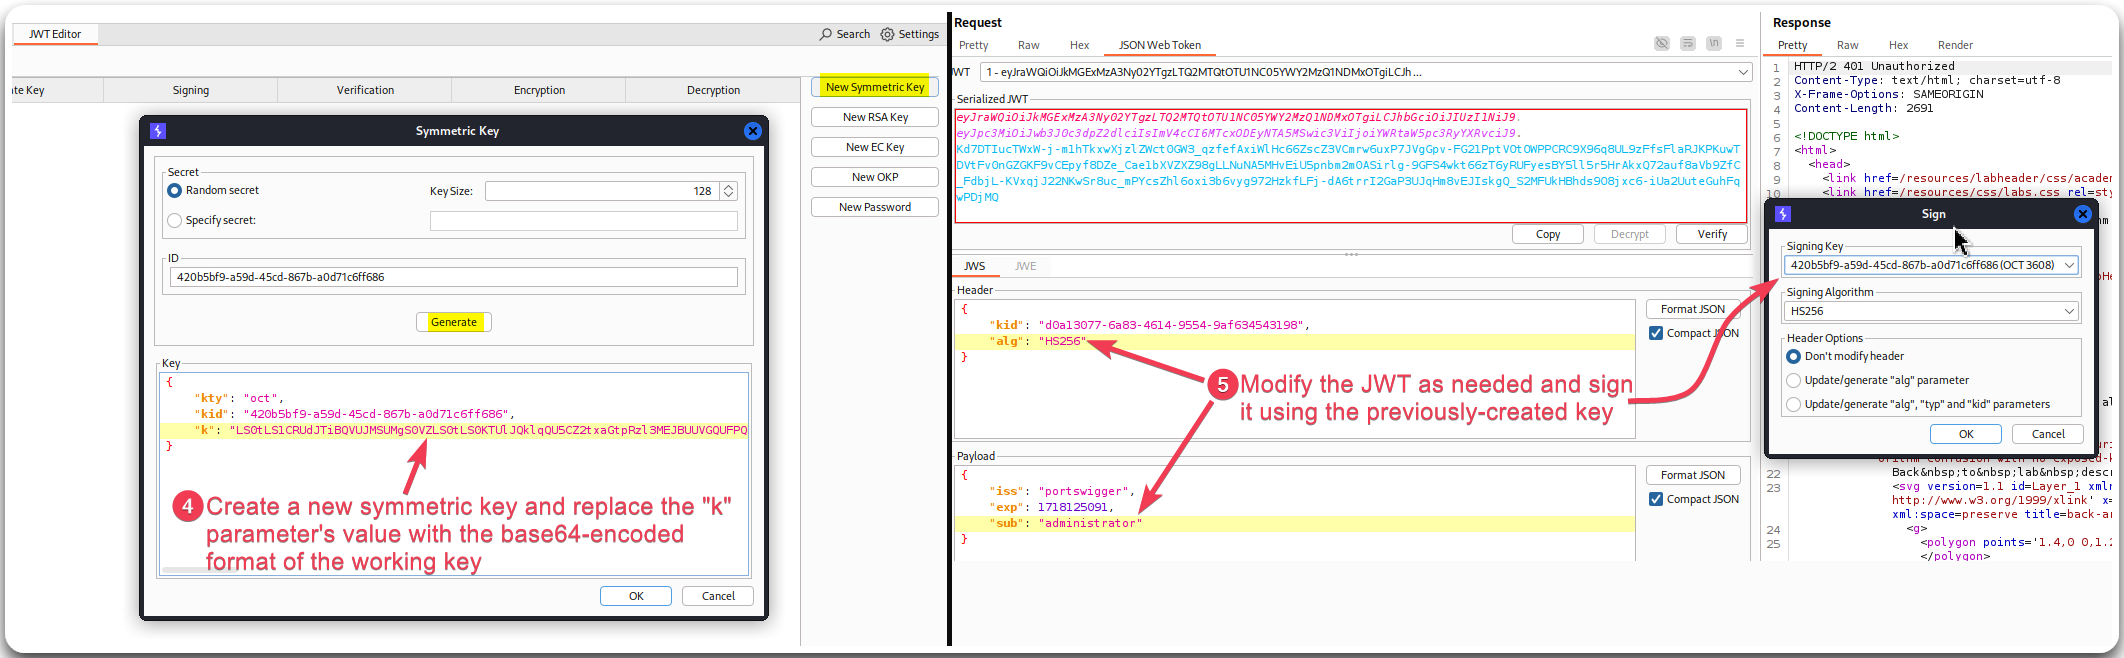 JWT Editor
Search
Settings
te Key
Signing
Verification
Encryption
Decryption
New Symmetric Key
New RSA Key
New EC Key
New OKP
New Password
Symmetric Key
Secret
Random secret
Key Size:
128
Specify secret:
ID
420b5bf9-a59d-45cd-867b-a0d71c6ff686
Generate
Key
{
"kty": "oct",
"kid": "420b5bf9-a59d-45cd-867b-a0d71c6ff686",
}
4 Create a new symmetric key and replace the "k"
parameter's value with the base64-encoded
format of the working key
OK
Cancel
Request
Pretty
Raw
Hex
JSON Web Token
\n
WT
1 - eyJraWQiOiJkMGExMzA3Ny02YTgzLTQ2MTQtOTU1NC05YWY2MzQ1NDMxOTgiLCJh ...
Serialized JWT
eyJraWQiOiJkMGExMzA3Ny02YTgzLTQ2MTQtOTU1NC05YWY2MzQ1NDMxOTgiLCJhbGciOiJIUzI1NiJ9.
eyJpc3MiOiJwb3J0c3dpZ2dlciIsImV4cCI6MTcxODEyNTA5MSwic3ViIjoiYWRtaW5pc3RyYXRvciJ9.
wPDjMQ
Copy
Decrypt
Verify
JWS
JWE
Header
{
"kid": "d0a13077-6a83-4614-9554-9af634543198",
"alg": "HS256"
}
Format JSON
Compact JSON
5 Modify the JWT as needed and sign
it using the previously-created key
Payload
{
"iss": "portswigger",
"exp": 1718125091,
"sub": "administrator"
}
Format JSON
Compact JSON
Response
Pretty
Raw
Hex
Render
1 HTTP/2 401 Unauthorized
2 Content-Type: text/html; charset=utf-8
3 X-Frame-Options: SAMEORIGIN
4 Content-Length: 2691
5
6 <!DOCTYPE html>
7 <html>
8 <head>
9 <link href=/resources/labheader/css/acade
10 <link href=/resources/css/labs.css rel=sty
Sign
Signing Key
420b5bf9-a59d-45cd-867b-a0d71c6ff686 (OCT 3608)
Signing Algorithm
HS256
Header Options
Don't modify header
Update/generate "alg" parameter
Update/generate "alg", "typ" and "kid" parameters
OK
Cancel
22 Back&nbsp;to&nbsp;lab&nbsp;descr
23 <svg version=1.1 id=Layer_1 xmln
http://www.w3.org/1999/xlink' x=
xml:space=preserve title=back-ar
24 <g>
25 <polygon points='1.4,0 0,1.2
</polygon>